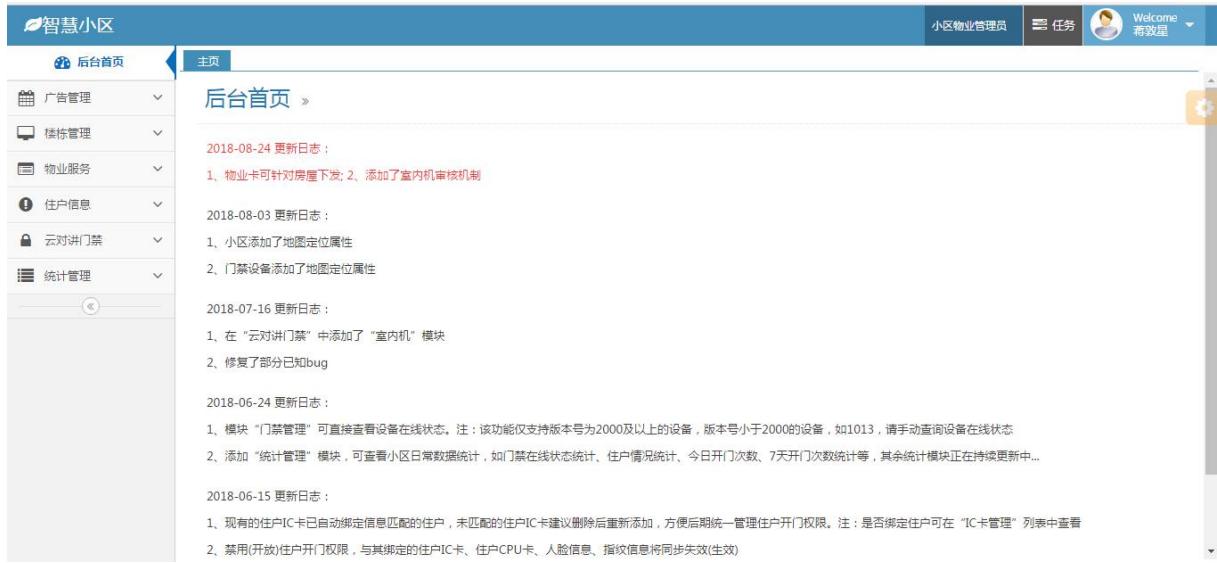 智慧小区
小区物业管理员
任务
Welcome
蒋敦星
后台首页
主页
广告管理
楼栋管理
物业服务
住户信息
云对讲门禁
统计管理
后台首页 »
2018-08-24 更新日志：
1、物业卡可针对房屋下发; 2、添加了室内机审核机制
2018-08-03 更新日志：
1、小区添加了地图定位属性
2、门禁设备添加了地图定位属性
2018-07-16 更新日志：
1、在“云对讲门禁”中添加了“室内机”模块
2、修复了部分已知bug
2018-06-24 更新日志：
1、模块“门禁管理”可直接查看设备在线状态。注：该功能仅支持版本号为2000及以上的设备，版本号小于2000的设备，如1013，请手动查询设备在线状态
2、添加“统计管理”模块，可查看小区日常数据统计，如门禁在线状态统计、住户情况统计、今日开门次数、7天开门次数统计等，其余统计模块正在持续更新中...
2018-06-15 更新日志：
1、现有的住户IC卡已自动绑定信息匹配的住户，未匹配的住户IC卡建议删除后重新添加，方便后期统一管理住户开门权限。注：是否绑定住户可在“IC卡管理”列表中查看
2、禁用(开放)住户开门权限，与其绑定的住户IC卡、住户CPU卡、人脸信息、指纹信息将同步失效(生效)